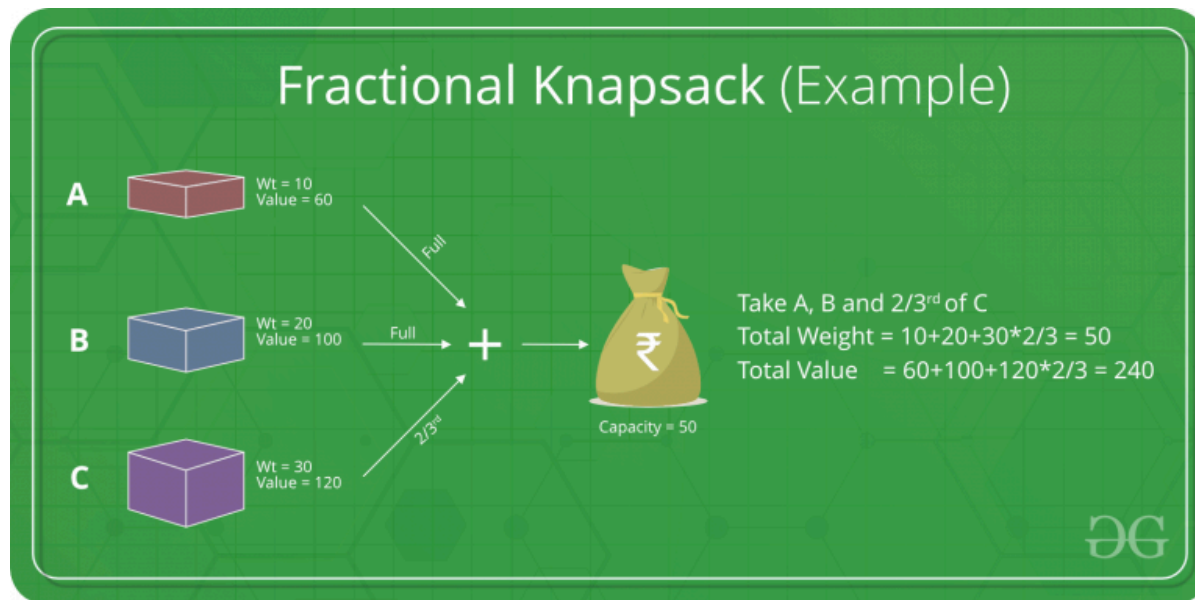 Fractional Knapsack (Example)
A
Wt = 10
Value = 60
Full
B
Wt = 20
Value = 100
Full
+
C
Wt = 30
Value = 120
2/3rd
₹
Capacity = 50
Take A, B and 2/3rd of C
Total Weight = 10+20+30*2/3 = 50
Total Value = 60+100+120*2/3 = 240
GG